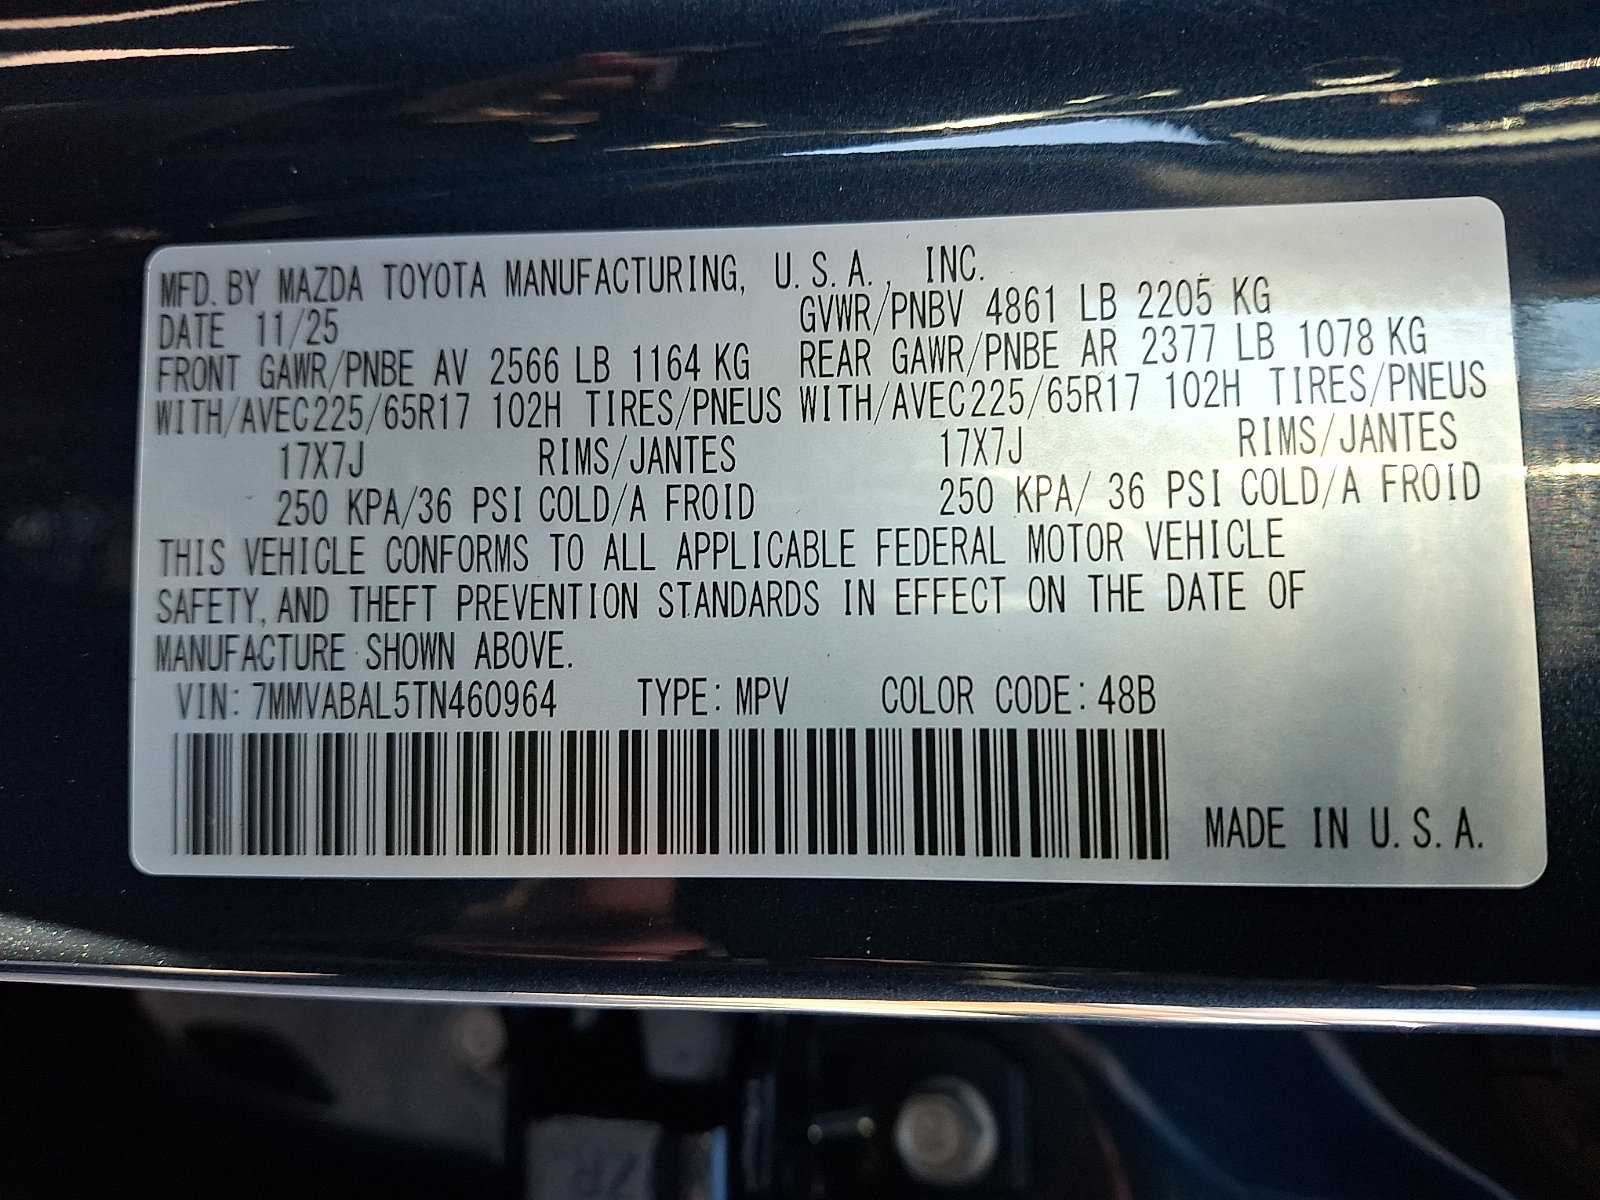 MFD. BY MAZDA TOYOTA MANUFACTURING, U.S.A., INC.
DATE 11/25 GVWR/PNBV 4861 LB 2205 KG
FRONT GAWR/PNBE AV 2566 LB 1164 KG REAR GAWR/PNBE AR 2377 LB 1078 KG
WITH/AVEC225/65R17 102H TIRES/PNEUS WITH/AVEC225/65R17 102H TIRES/PNEUS
17X7J RIMS/JANTES 17X7J RIMS/JANTES
250 KPA/36 PSI COLD/A FROID 250 KPA/ 36 PSI COLD/A FROID
THIS VEHICLE CONFORMS TO ALL APPLICABLE FEDERAL MOTOR VEHICLE
SAFETY, AND THEFT PREVENTION STANDARDS IN EFFECT ON THE DATE OF
MANUFACTURE SHOWN ABOVE.
VIN: 7MMVABAL5TN460964 TYPE: MPV COLOR CODE: 48B
MADE IN U.S.A.